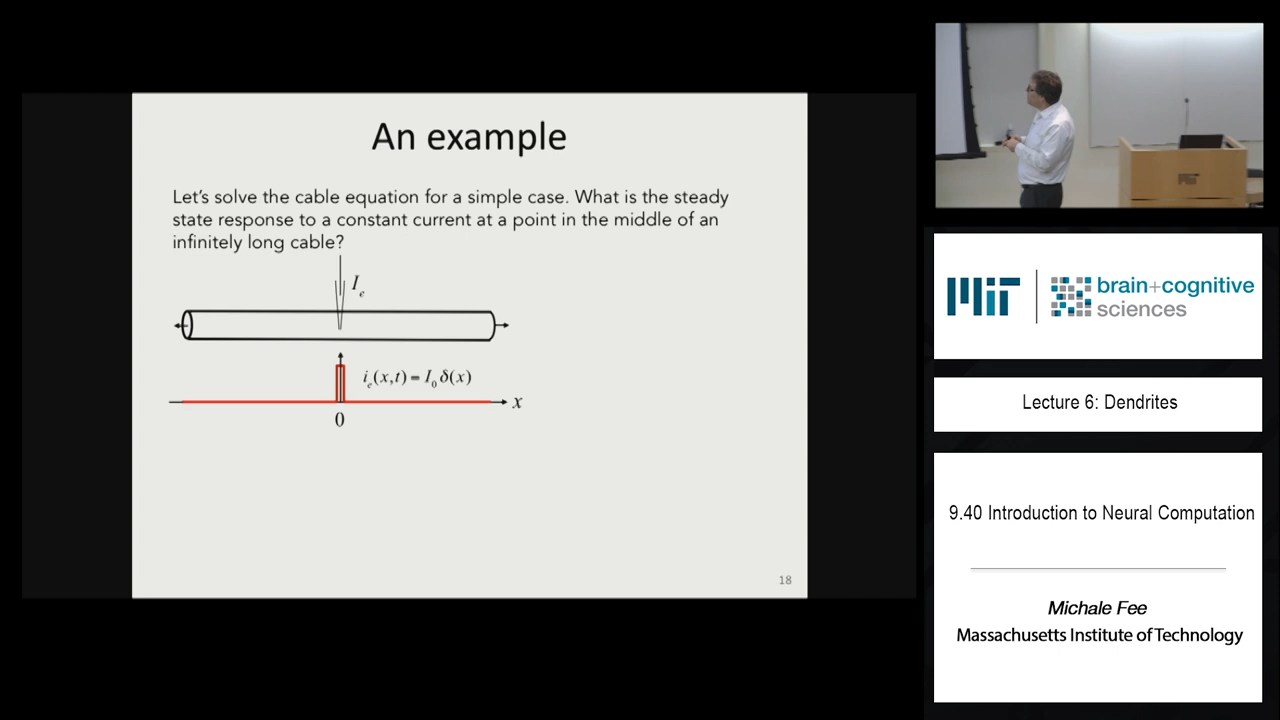 An example
Let's solve the cable equation for a simple case. What is the steady
state response to a constant current at a point in the middle of an
infinitely long cable?
I_e
i_e(x,t) = I_0 δ(x)
x
0
18
MIT
MIT
brain+cognitive
sciences
Lecture 6: Dendrites
9.40 Introduction to Neural Computation
Michale Fee
Massachusetts Institute of Technology